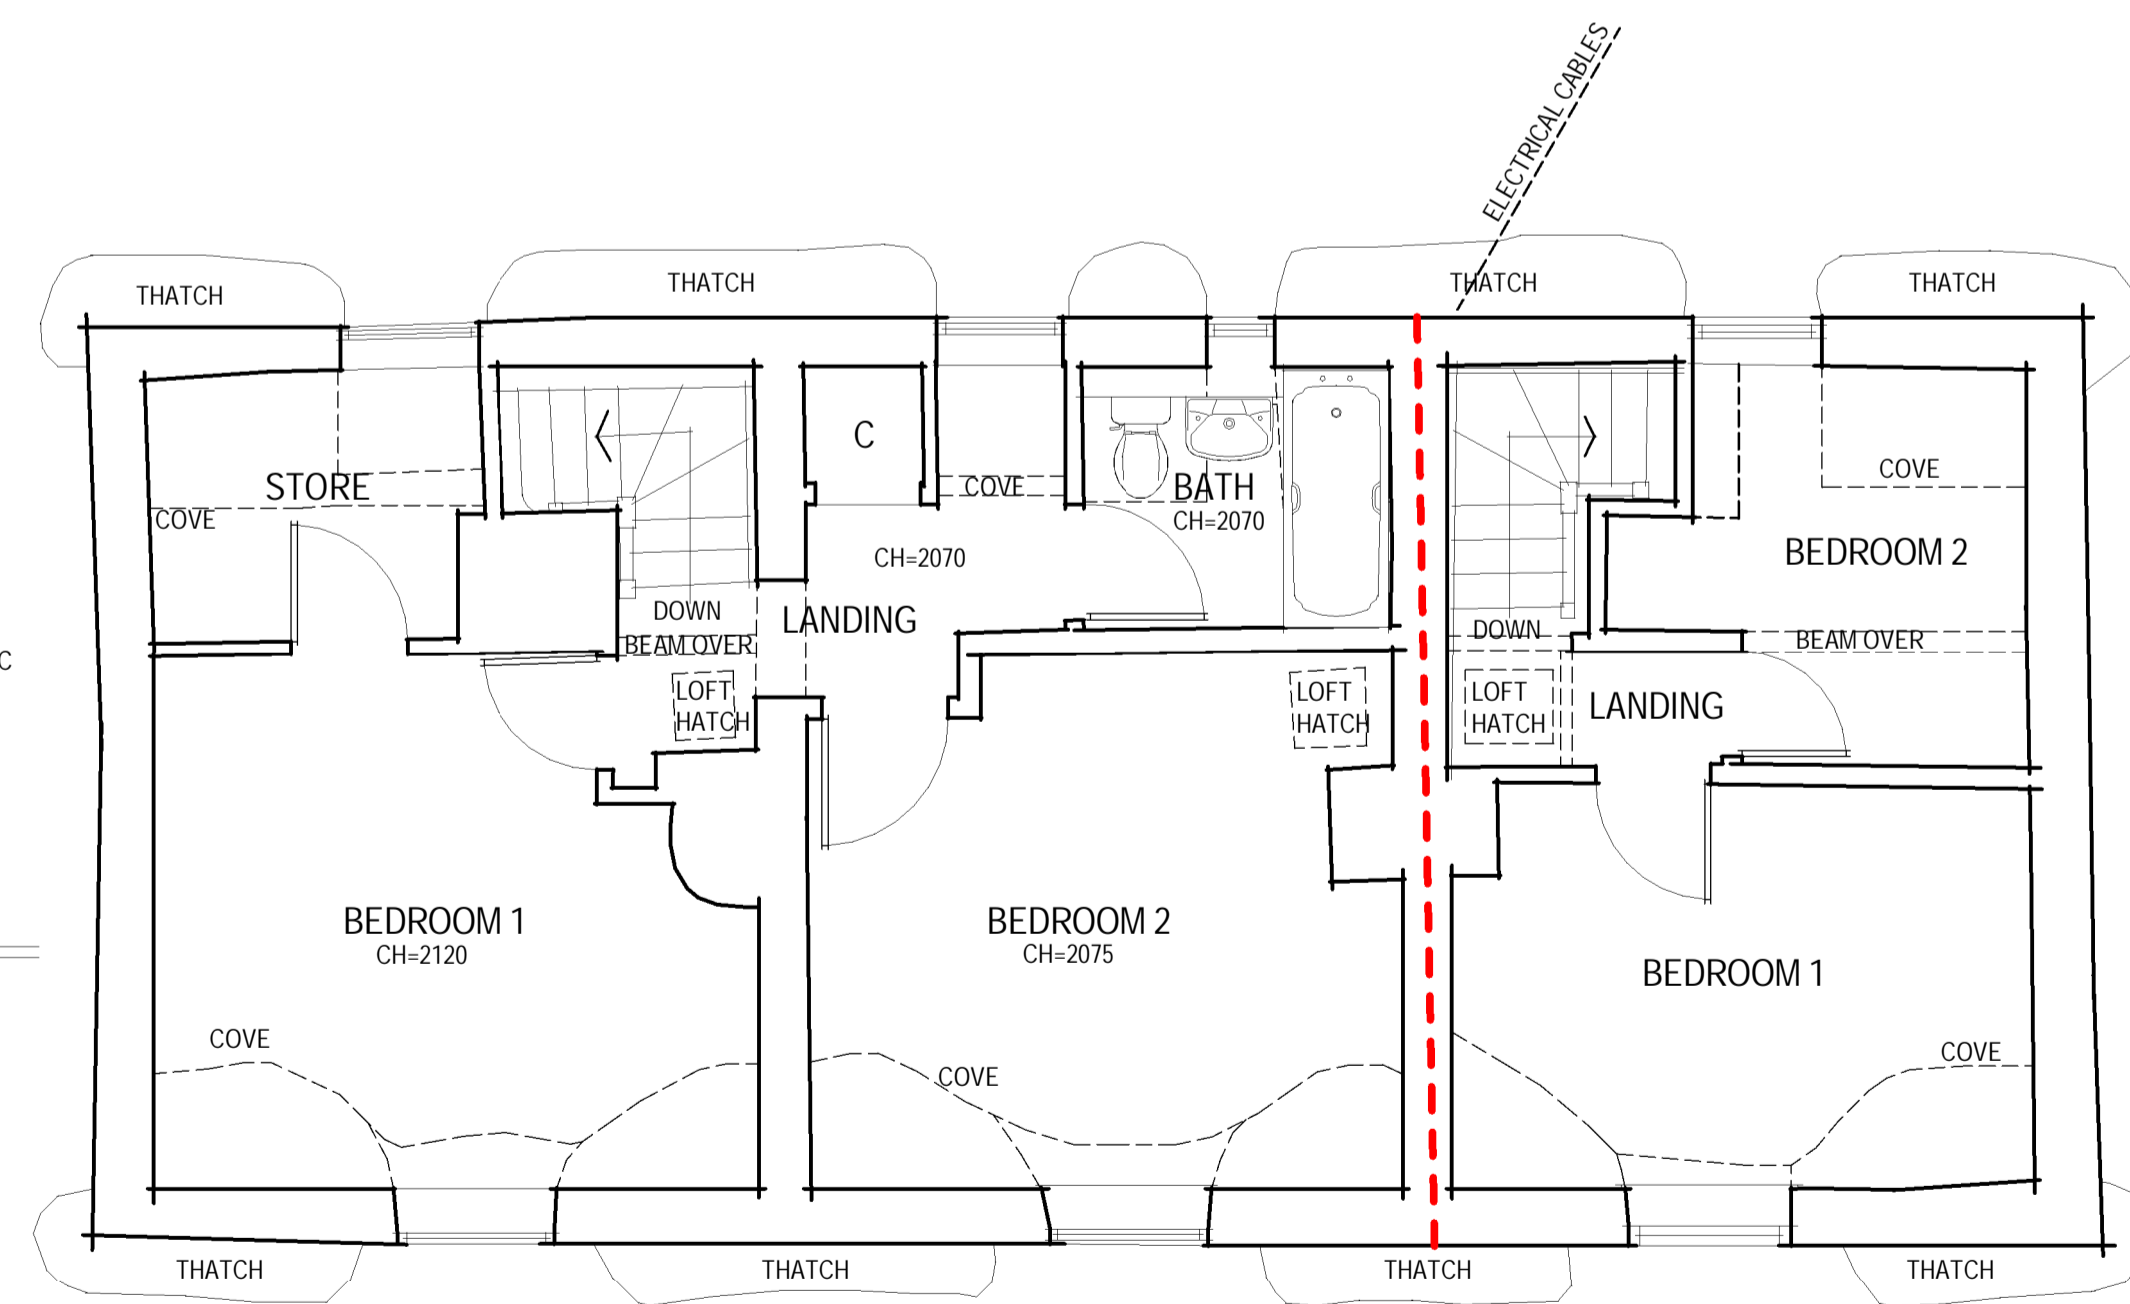 ELECTRICAL CABLES
THATCH
THATCH
THATCH
THATCH
C
STORE
COVE
COVE
BATH
CH=2070
COVE
CH=2070
BEDROOM 2
DOWN
LANDING
DOWN
BEAM OVER
BEAM OVER
C
LOFT
HATCH
LOFT
HATCH
LOFT
HATCH
LANDING
BEDROOM 1
CH=2120
BEDROOM 2
CH=2075
BEDROOM 1
COVE
COVE
COVE
THATCH
THATCH
THATCH
THATCH